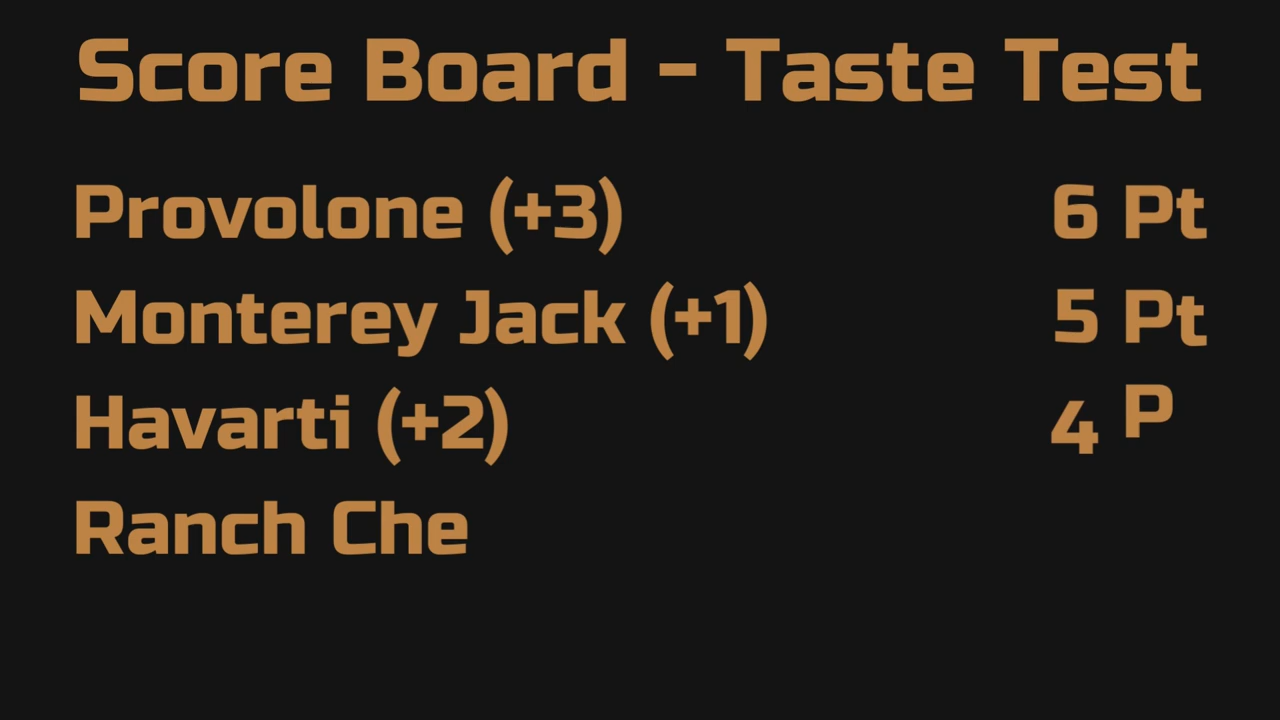 Score Board - Taste Test
Provolone (+3) 6 Pt
Monterey Jack (+1) 5 Pt
Havarti (+2) 4 P
Ranch Che